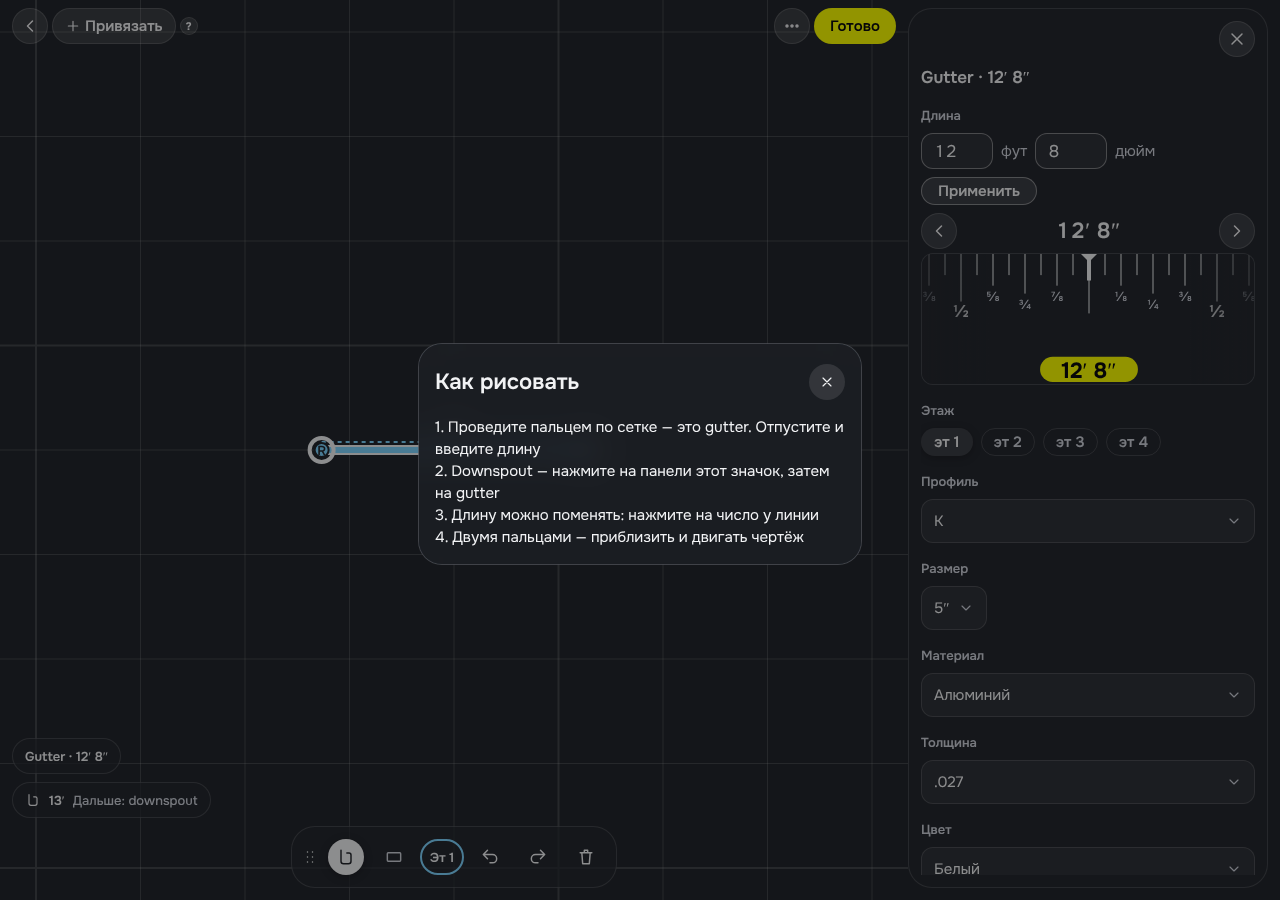 Привязать
?
Готово
Gutter · 12′ 8″
Длина
12 фут 8 дюйм
Применить
12′ 8″
⅜ ½ ⅝ ¾ ⅞ ⅛ ¼ ⅜ ½ ⅝
12′ 8″
Как рисовать
1. Проведите пальцем по сетке — это gutter. Отпустите и
введите длину
2. Downspout — нажмите на панели этот значок, затем
на gutter
3. Длину можно поменять: нажмите на число у линии
4. Двумя пальцами — приблизить и двигать чертёж
R
Этаж
эт 1 эт 2 эт 3 эт 4
Профиль
K
Размер
5″
Материал
Алюминий
Толщина
.027
Цвет
Белый
Gutter · 12′ 8″
13′ Дальше: downspout
Эт 1